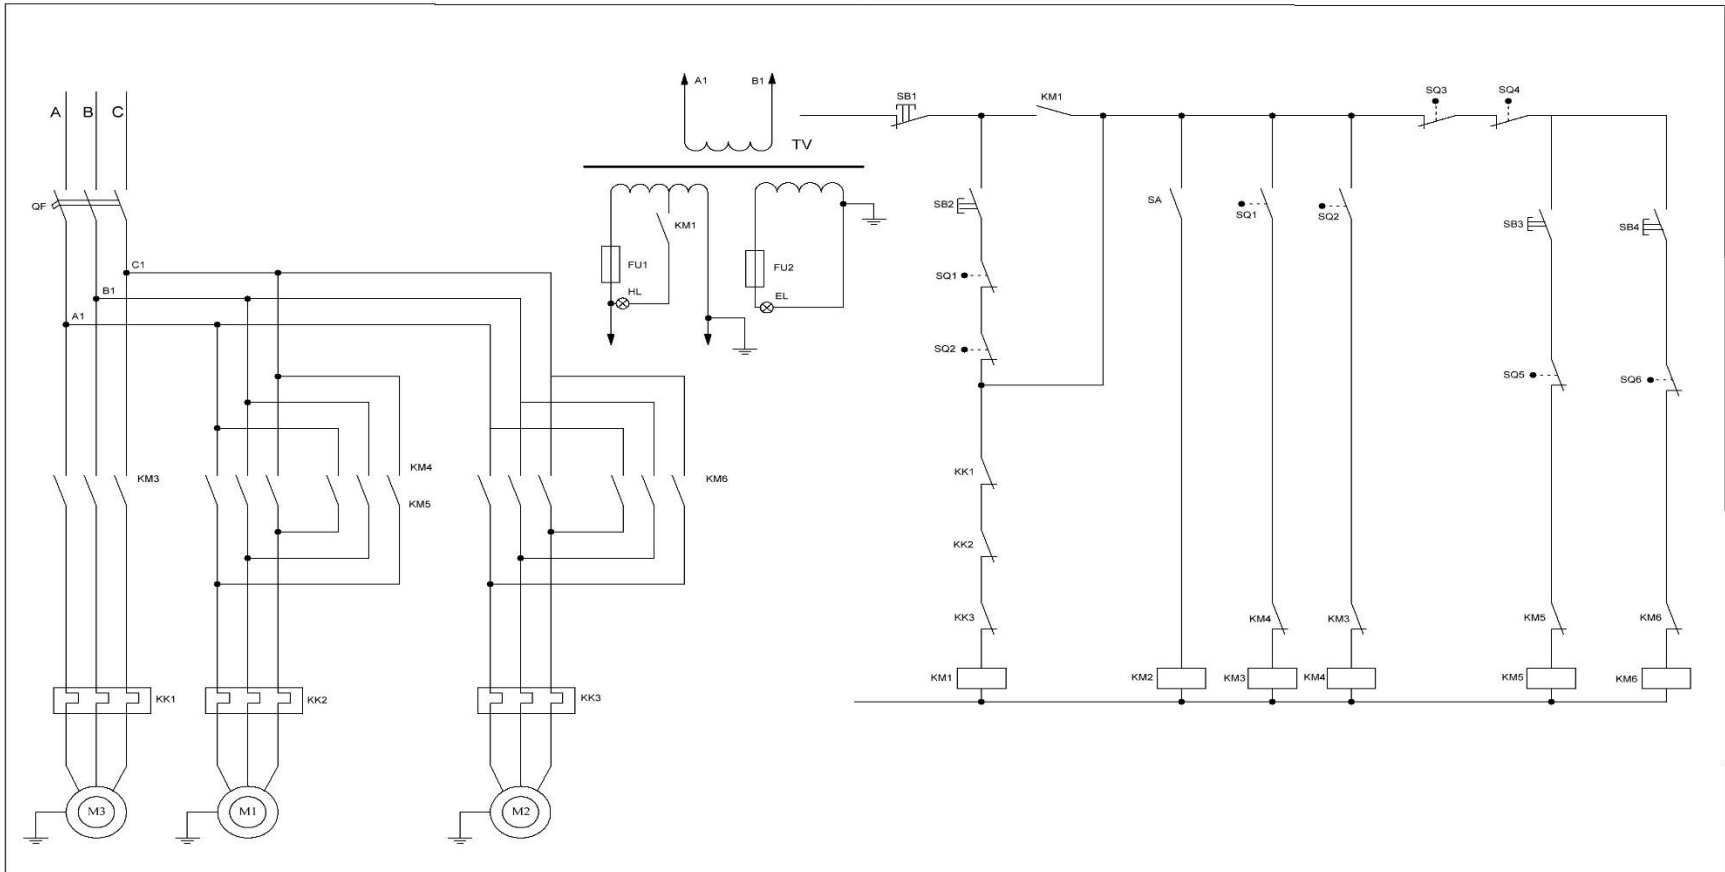 A B C
QF
C1
B1
A1
KM3
KM4
KM5
KM6
KK1
KK2
KK3
M3
M1
M2
A1 B1
TV
KM1
FU1
HL
FU2
EL
SB1
KM1
SQ3
SQ4
SB2
SA
SQ1
SQ2
SB3
SB4
SQ1
SQ2
SQ5
SQ6
KK1
KK2
KK3
KM4
KM3
KM5
KM6
KM1
KM2
KM3
KM4
KM5
KM6